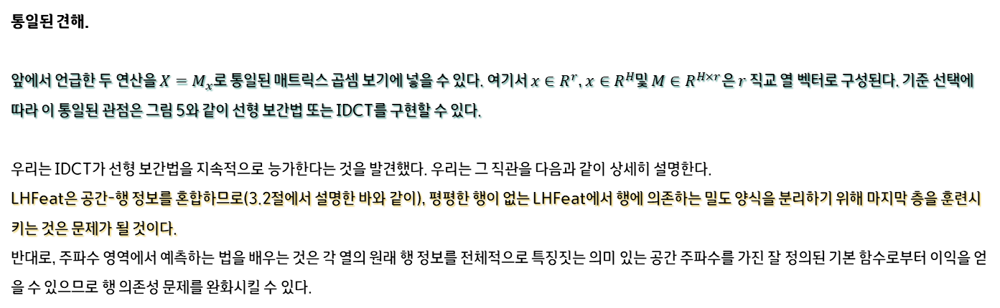 통일된 견해.
앞에서 언급한 두 연산을 X = Mₓ로 통일된 매트릭스 곱셈 보기에 넣을 수 있다. 여기서 x ∈ Rʳ, x ∈ Rᴴ및 M ∈ Rᴴˣʳ은 r 직교 열 벡터로 구성된다. 기준 선택에
따라 이 통일된 관점은 그림 5와 같이 선형 보간법 또는 IDCT를 구현할 수 있다.
우리는 IDCT가 선형 보간법을 지속적으로 능가한다는 것을 발견했다. 우리는 그 직관을 다음과 같이 상세히 설명한다.
LHFeat은 공간-행 정보를 혼합하므로(3.2절에서 설명한 바와 같이), 평평한 행이 없는 LHFeat에서 행에 의존하는 밀도 양식을 분리하기 위해 마지막 층을 훈련시
키는 것은 문제가 될 것이다.
반대로, 주파수 영역에서 예측하는 법을 배우는 것은 각 열의 원래 행 정보를 전체적으로 특징짓는 의미 있는 공간 주파수를 가진 잘 정의된 기본 함수로부터 이익을 얻
을 수 있으므로 행 의존성 문제를 완화시킬 수 있다.